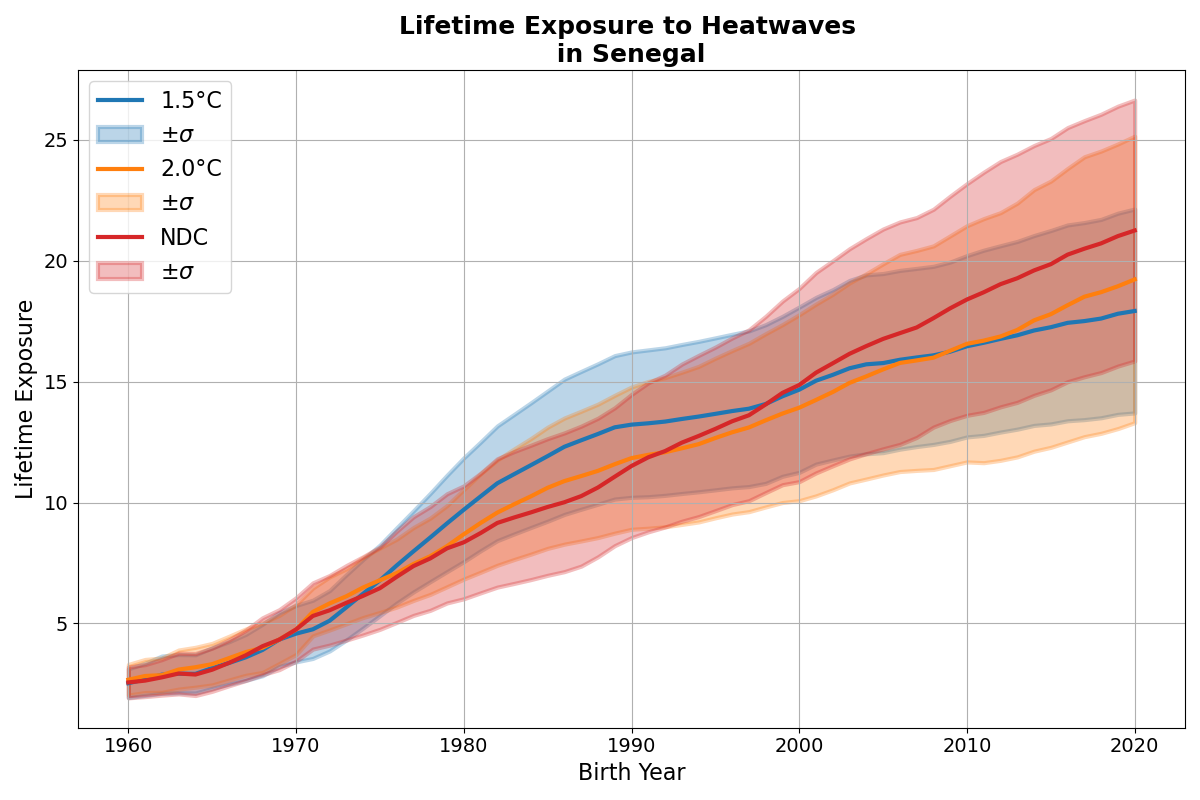 Lifetime Exposure to Heatwaves
in Senegal
1.5°C
±σ
2.0°C
±σ
NDC
±σ
Lifetime Exposure
25
20
15
10
5
1960 1970 1980 1990 2000 2010 2020
Birth Year